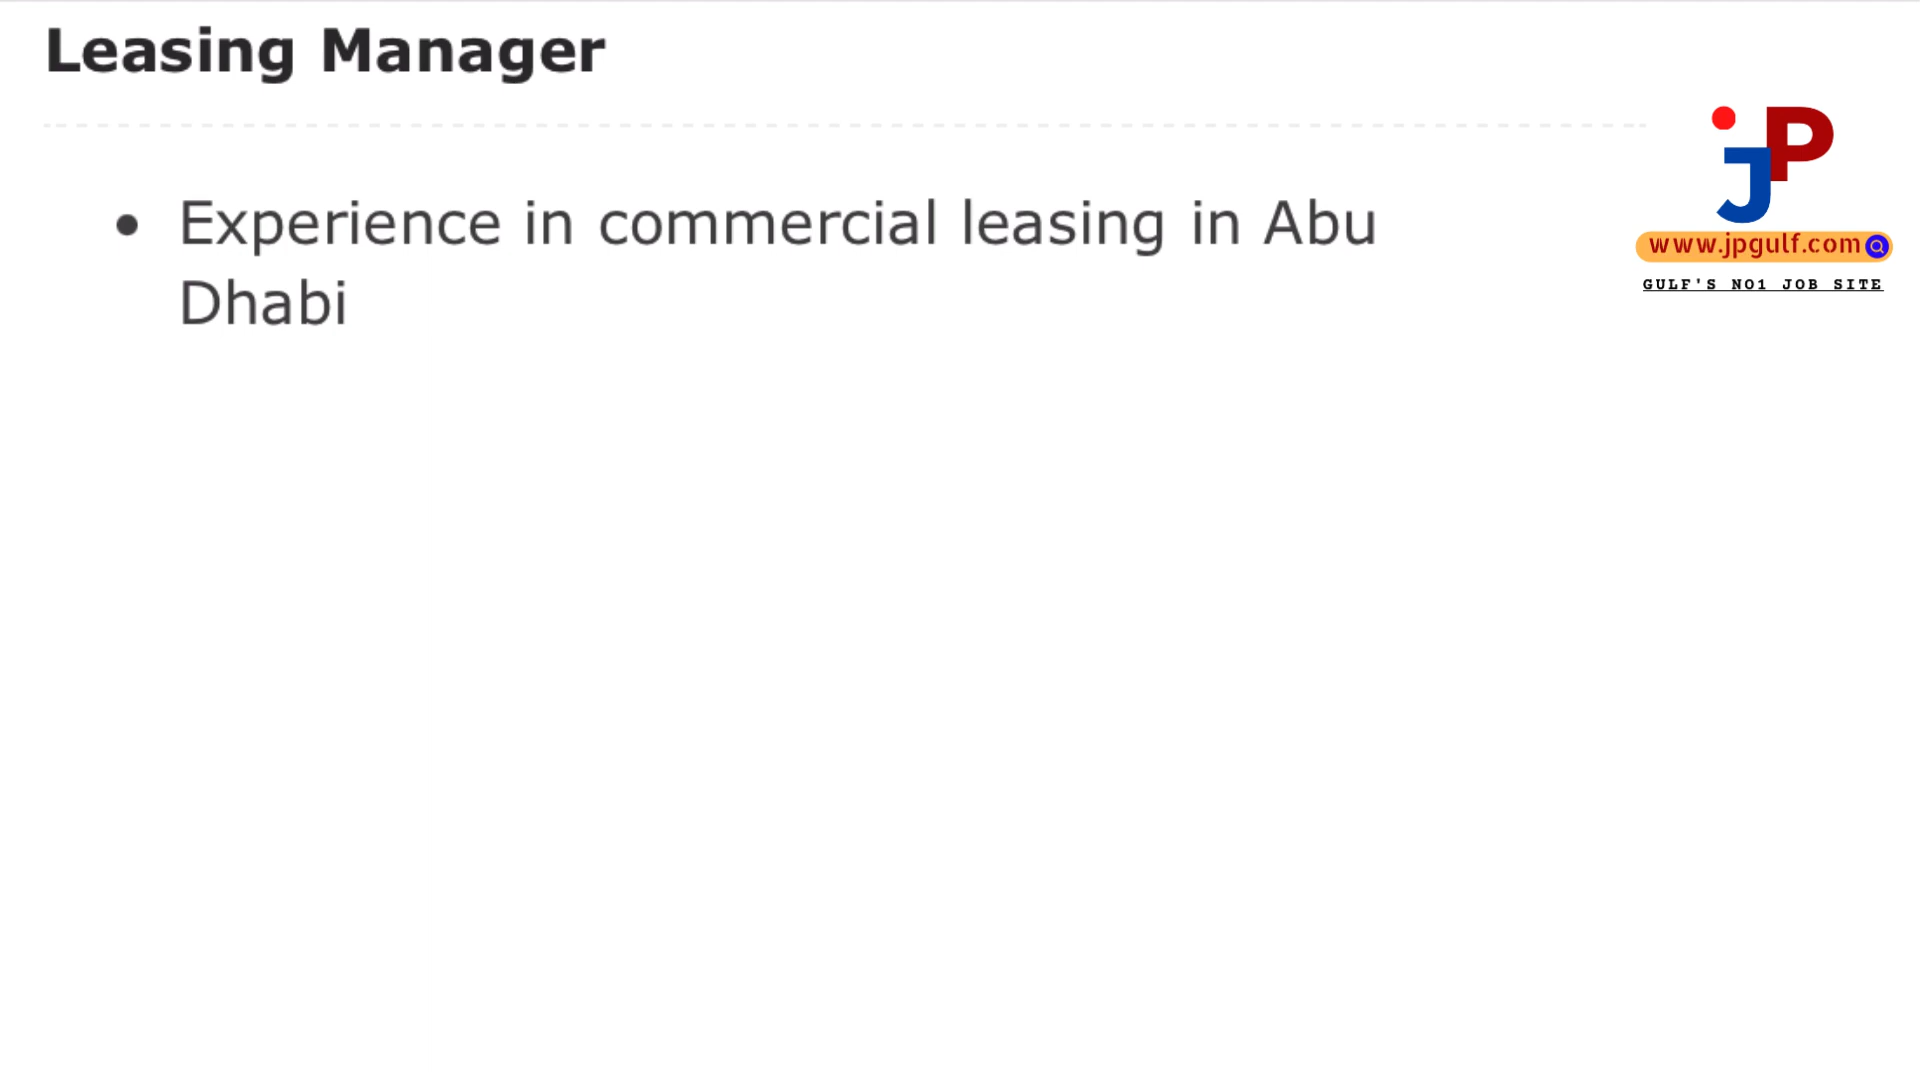 Leasing Manager
• Experience in commercial leasing in Abu
Dhabi
JP
www.jpgulf.com
GULF'S NO1 JOB SITE